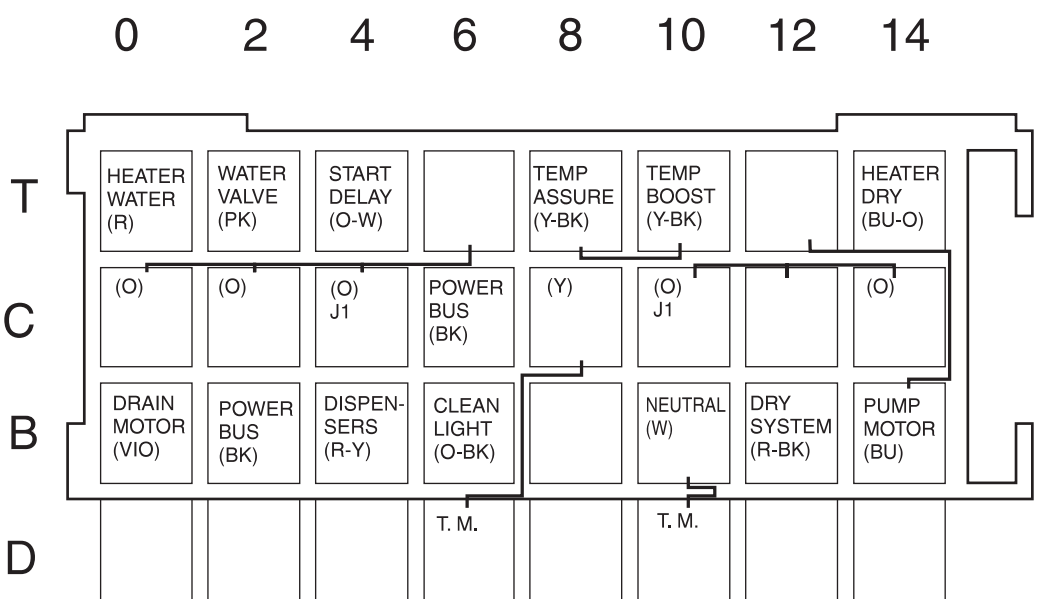 0 2 4 6 8 10 12 14
T
HEATER
WATER
(R)
WATER
VALVE
(PK)
START
DELAY
(O-W)
TEMP
ASSURE
(Y-BK)
TEMP
BOOST
(Y-BK)
HEATER
DRY
(BU-O)
C
(O)
(O)
(O)
J1
POWER
BUS
(BK)
(Y)
(O)
J1
(O)
B
DRAIN
MOTOR
(VIO)
POWER
BUS
(BK)
DISPEN-
SERS
(R-Y)
CLEAN
LIGHT
(O-BK)
NEUTRAL
(W)
DRY
SYSTEM
(R-BK)
PUMP
MOTOR
(BU)
D
T. M.
T. M.